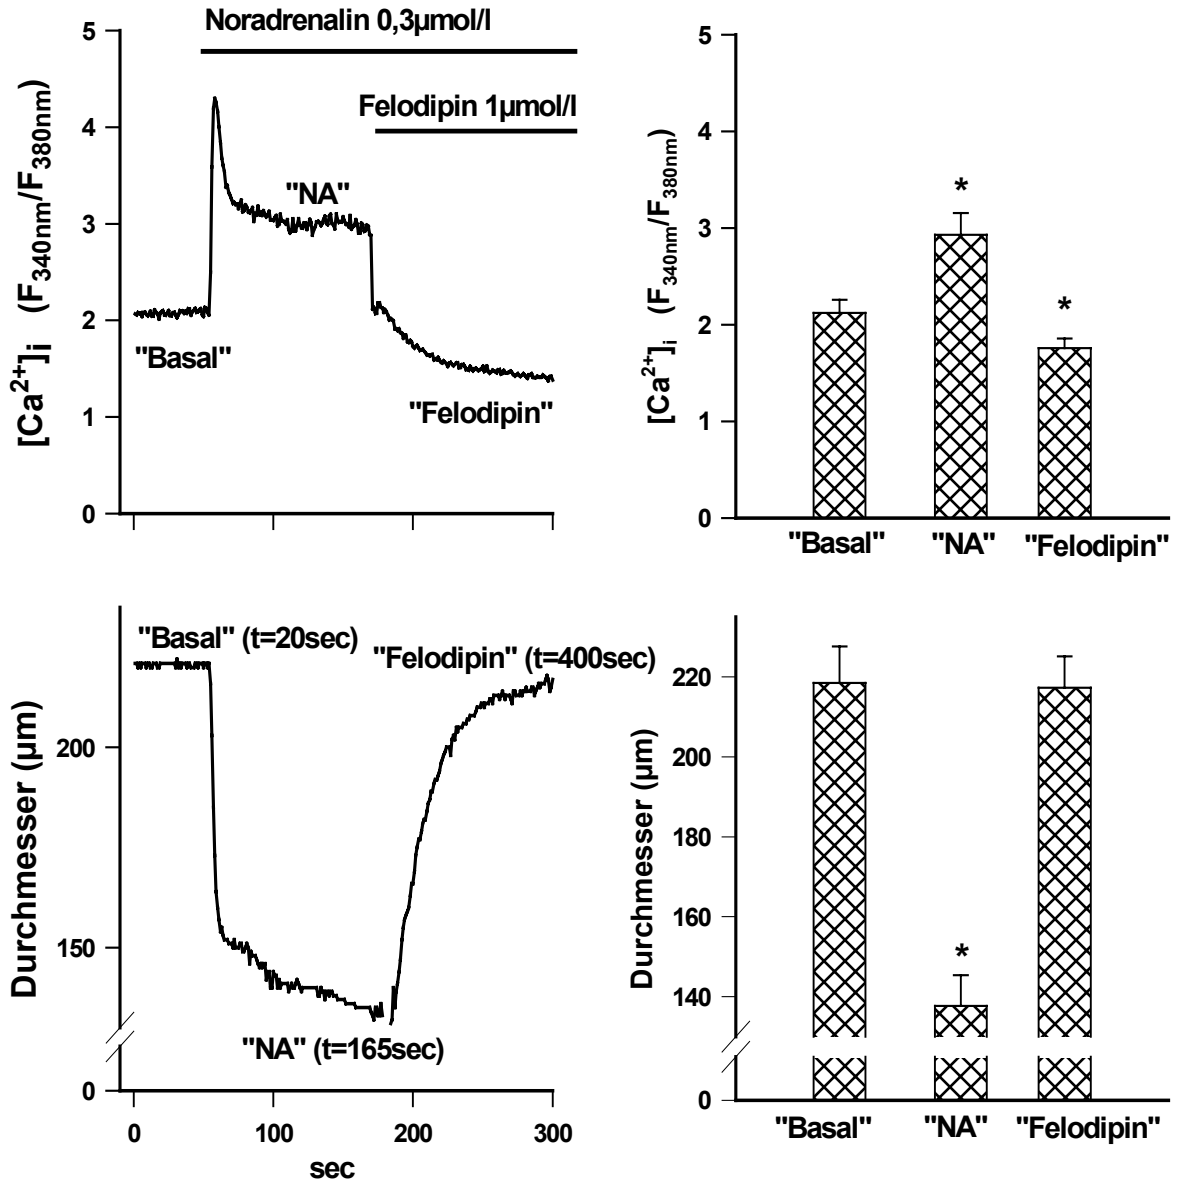 Noradrenalin 0,3µmol/l
Felodipin 1µmol/l
[Ca²⁺]ᵢ (F340nm/F380nm)
5
4
3
2
1
0
"NA"
"Basal"
"Felodipin"
[Ca²⁺]ᵢ (F340nm/F380nm)
5
4
3
2
1
0
*
*
"Basal" "NA" "Felodipin"
Durchmesser (µm)
200
150
0
"Basal" (t=20sec)
"Felodipin" (t=400sec)
"NA" (t=165sec)
0 100 200 300
sec
Durchmesser (µm)
220
200
180
160
140
0
*
"Basal" "NA" "Felodipin"